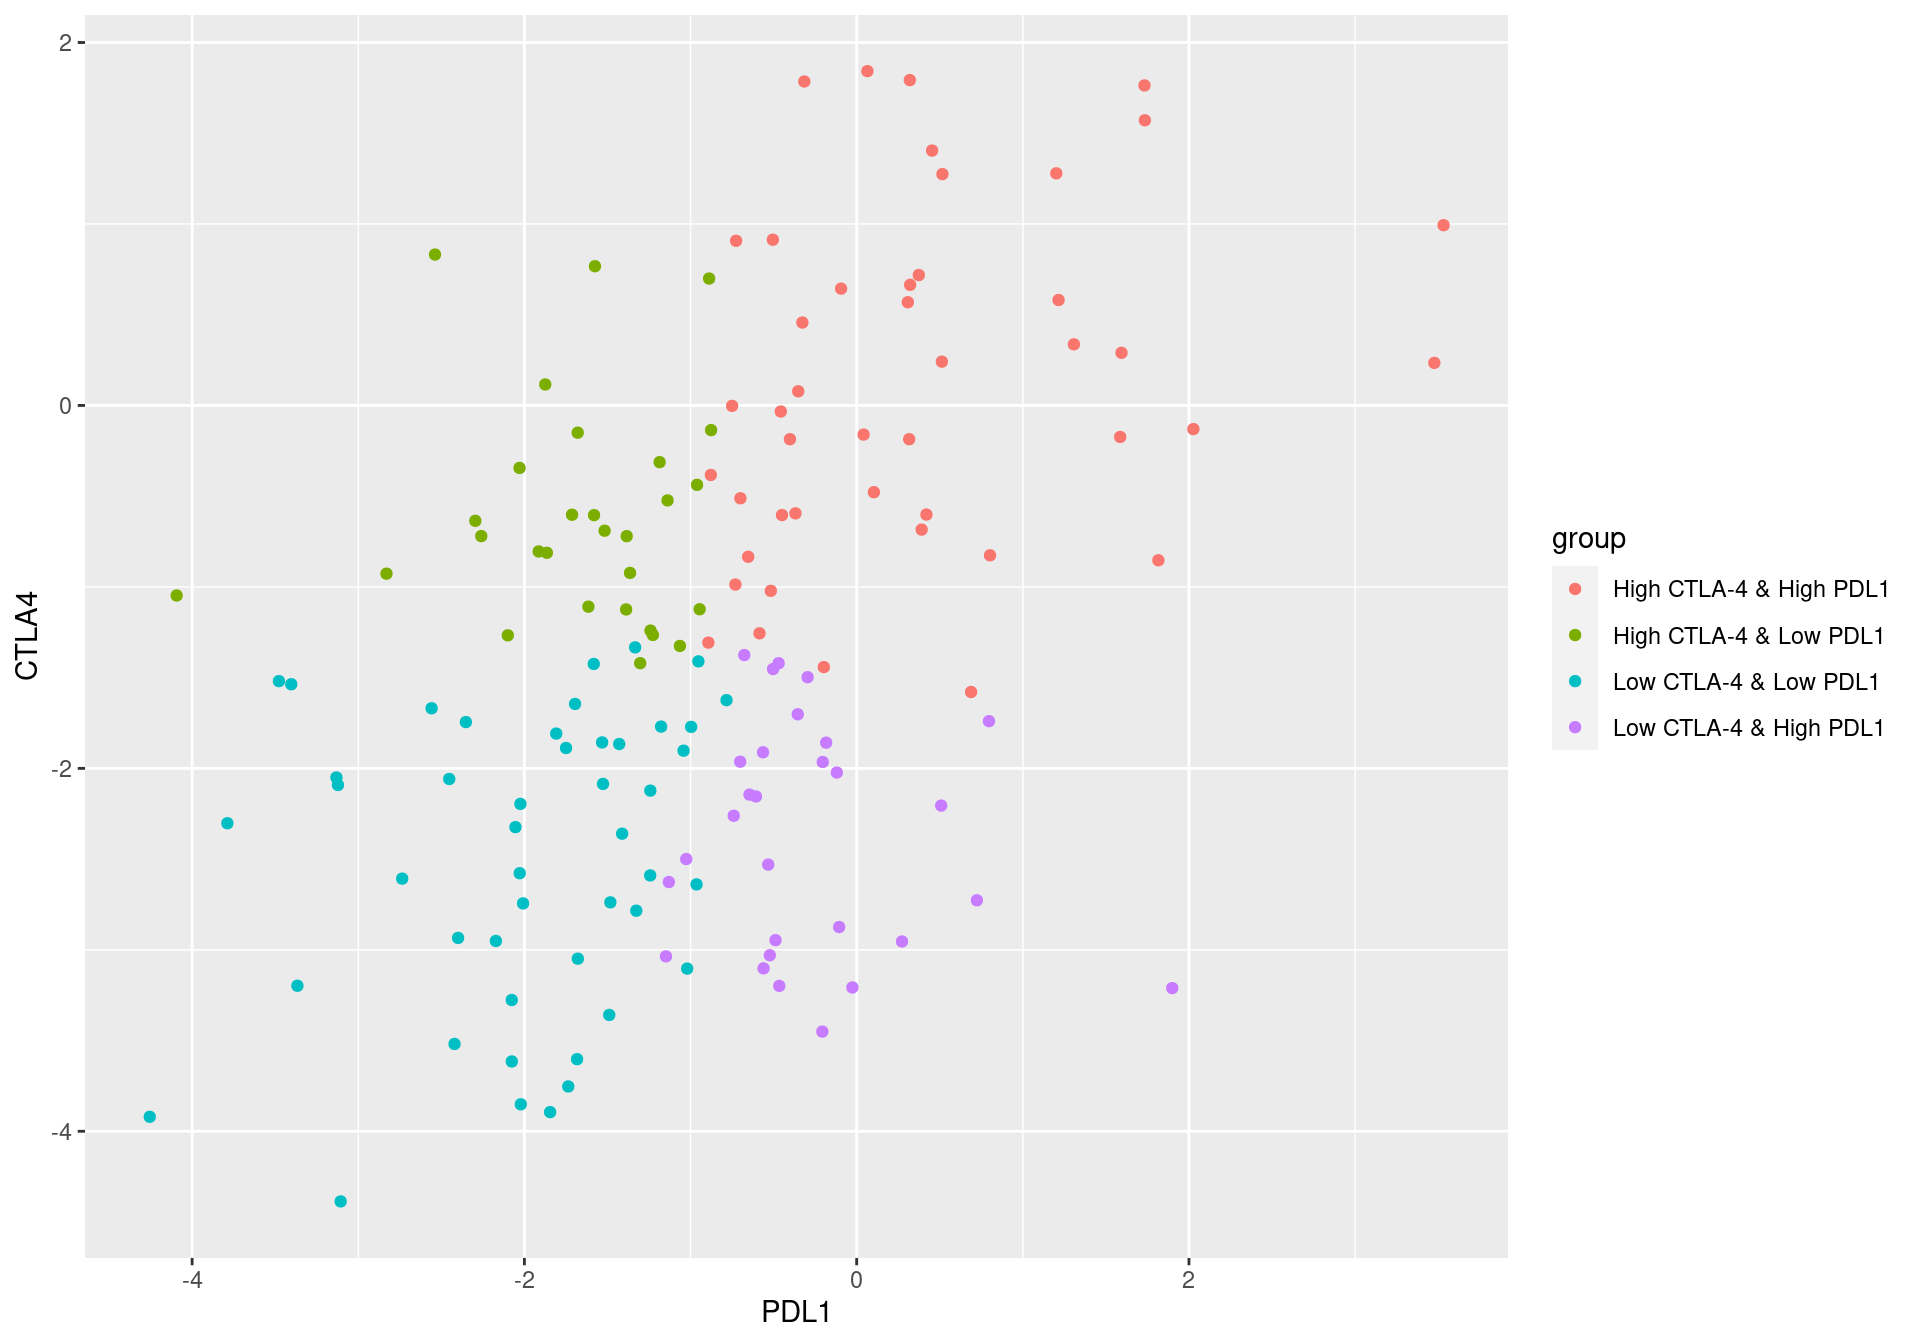 2
0
-2
-4
CTLA4
-4
-2
0
2
PDL1
group
High CTLA-4 & High PDL1
High CTLA-4 & Low PDL1
Low CTLA-4 & Low PDL1
Low CTLA-4 & High PDL1